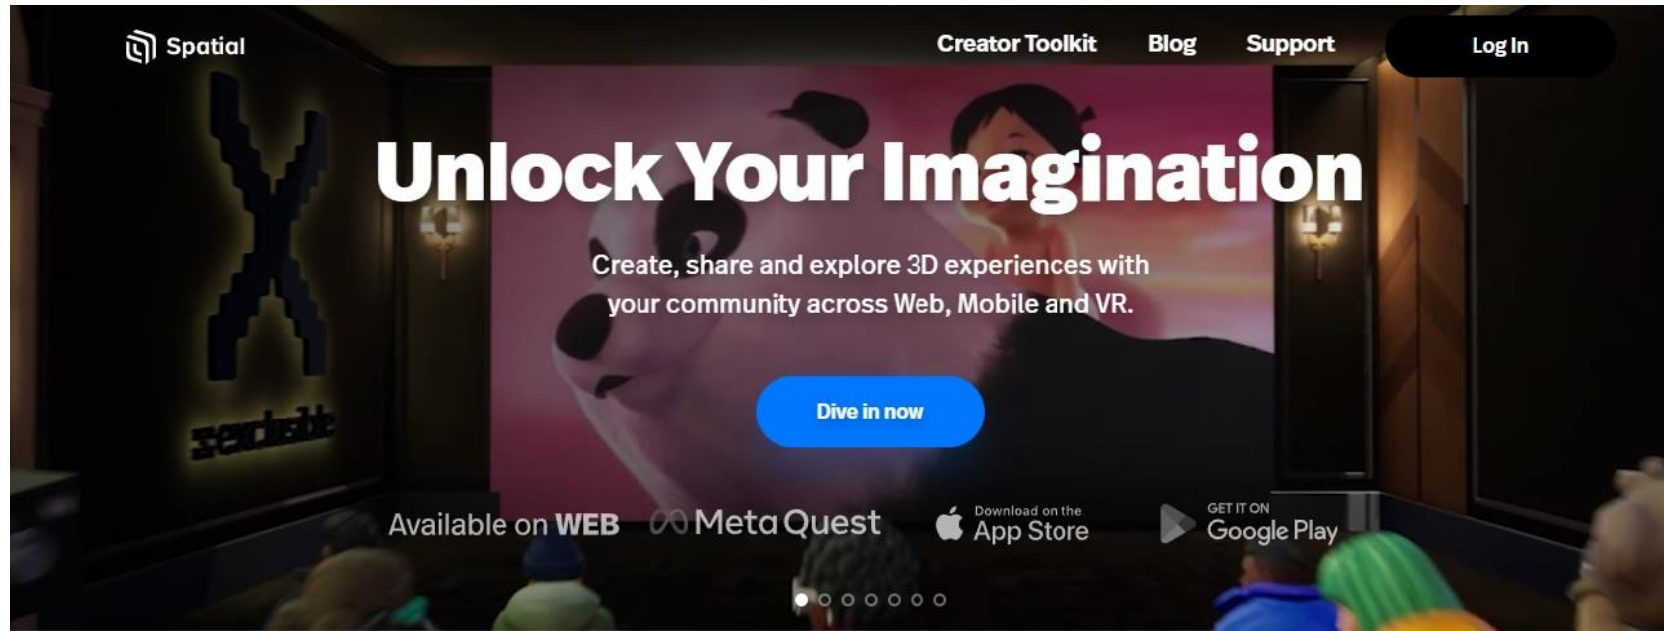 Spatial
Creator Toolkit
Blog
Support
Log In
Unlock Your Imagination
Create, share and explore 3D experiences with
your community across Web, Mobile and VR.
Dive in now
Available on WEB
Meta Quest
Download on the
App Store
GET IT ON
Google Play
X
exclusible